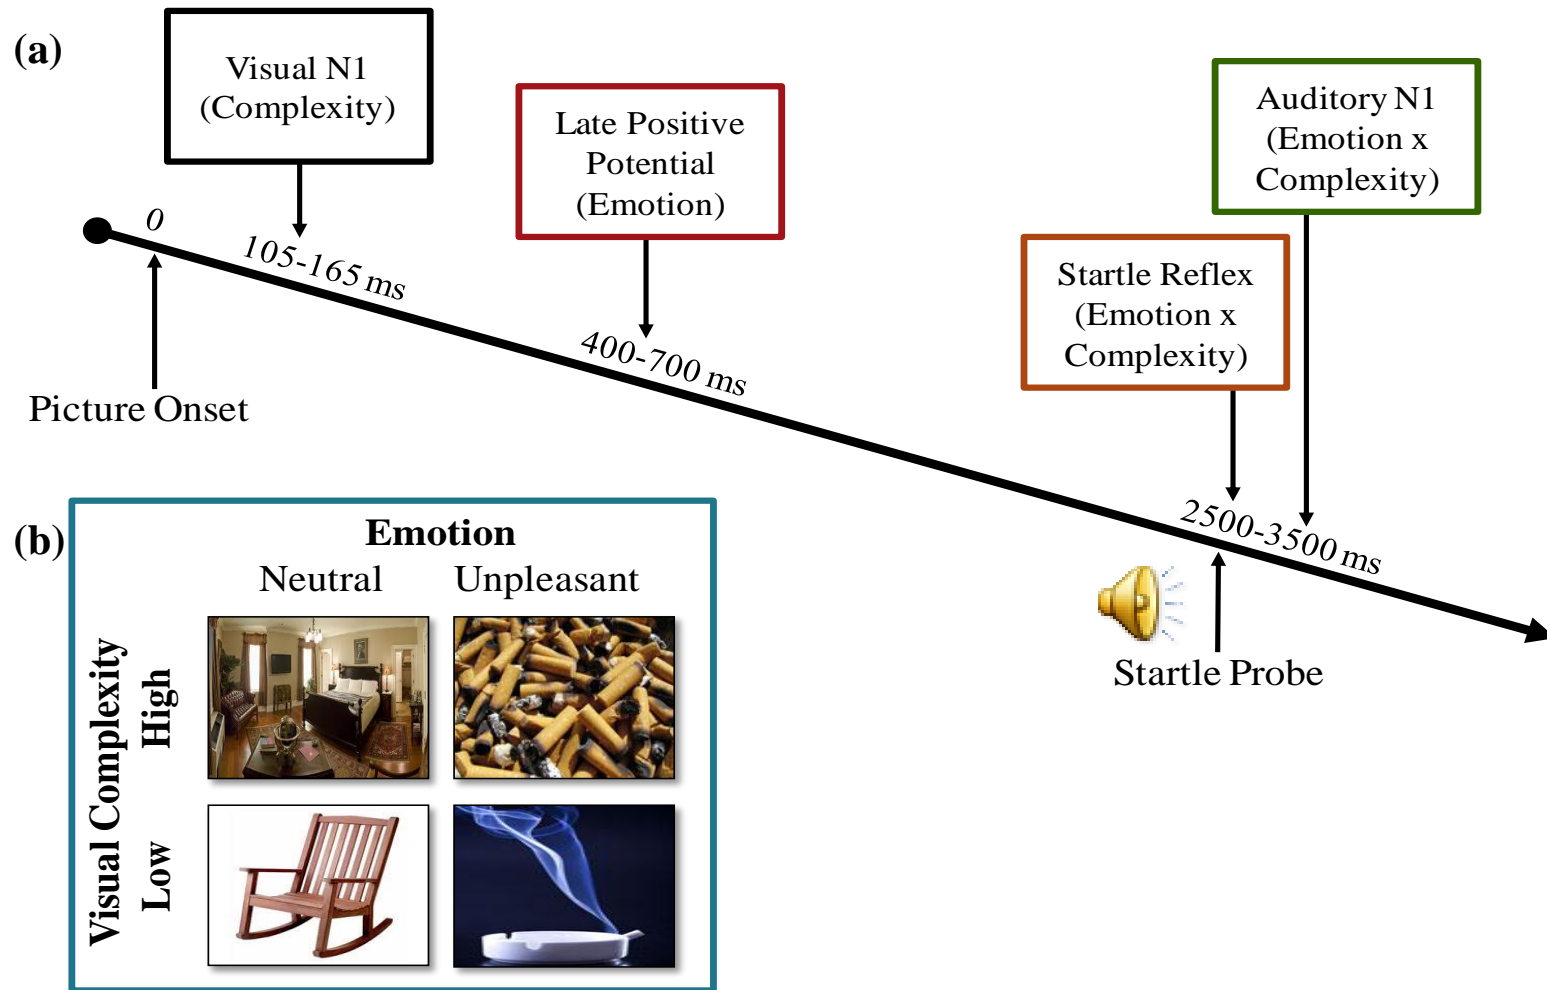 (a)
Visual N1
(Complexity)
Late Positive
Potential
(Emotion)
Auditory N1
(Emotion x
Complexity)
Startle Reflex
(Emotion x
Complexity)
0
105-165 ms
400-700 ms
2500-3500 ms
Picture Onset
Startle Probe
(b)
Emotion
Neutral
Unpleasant
Visual Complexity
High
Low